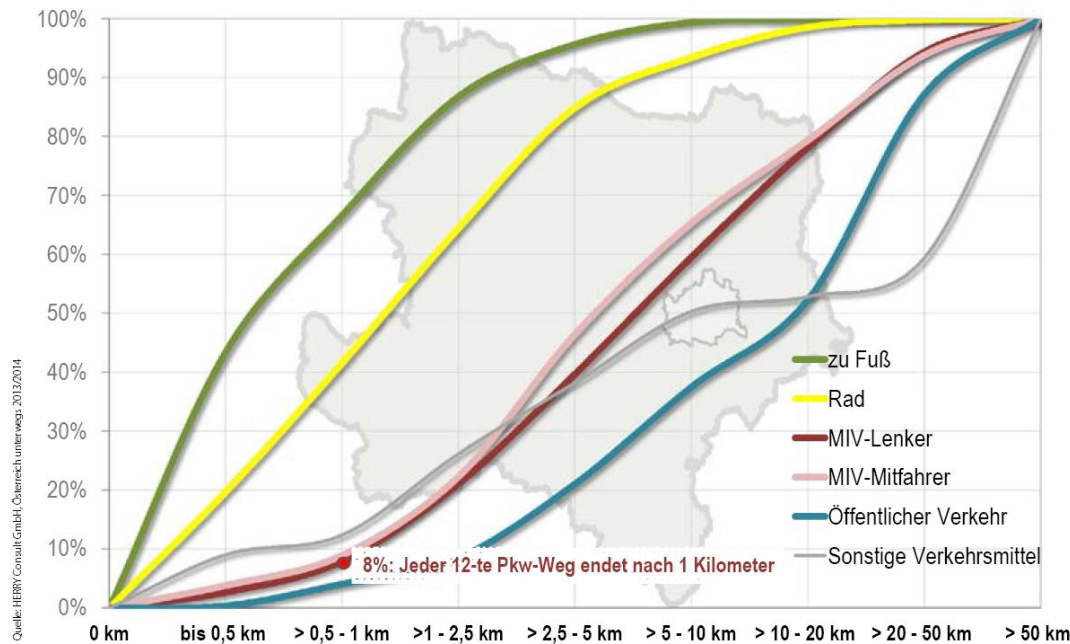 100%
90%
80%
70%
60%
50%
40%
30%
20%
10%
0%
Quelle: HERRY Consult GmbH, Österreich unterwegs 2013/2014
zu Fuß
Rad
MIV-Lenker
MIV-Mitfahrer
Öffentlicher Verkehr
Sonstige Verkehrsmittel
8%: Jeder 12-te Pkw-Weg endet nach 1 Kilometer
0 km bis 0,5 km > 0,5 - 1 km >1 - 2,5 km > 2,5 - 5 km > 5 - 10 km > 10 - 20 km > 20 - 50 km > 50km